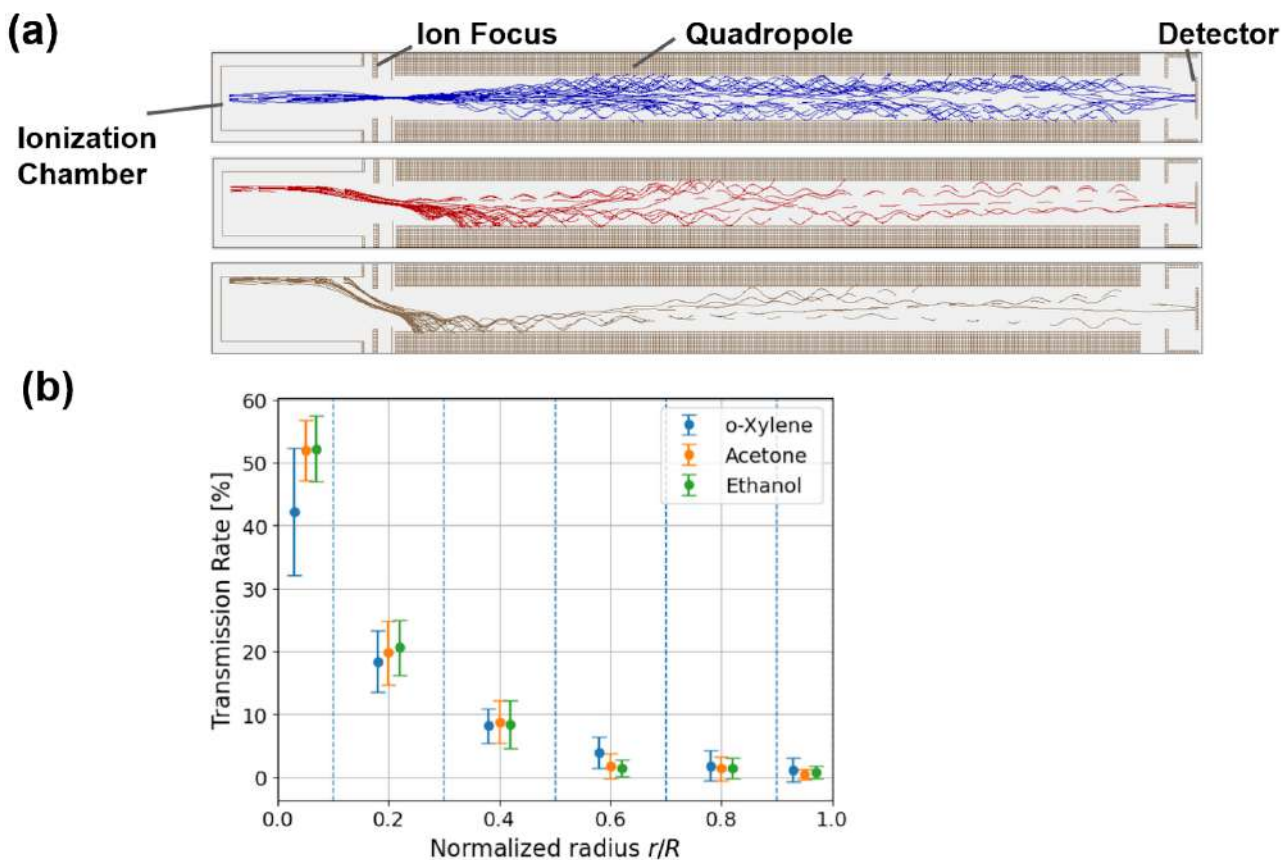 (a)
Ion Focus
Quadropole
Detector
Ionization
Chamber
(b)
60
50
40
30
20
10
0
Transmission Rate [%]
o-Xylene
Acetone
Ethanol
0.0 0.2 0.4 0.6 0.8 1.0
Normalized radius r/R